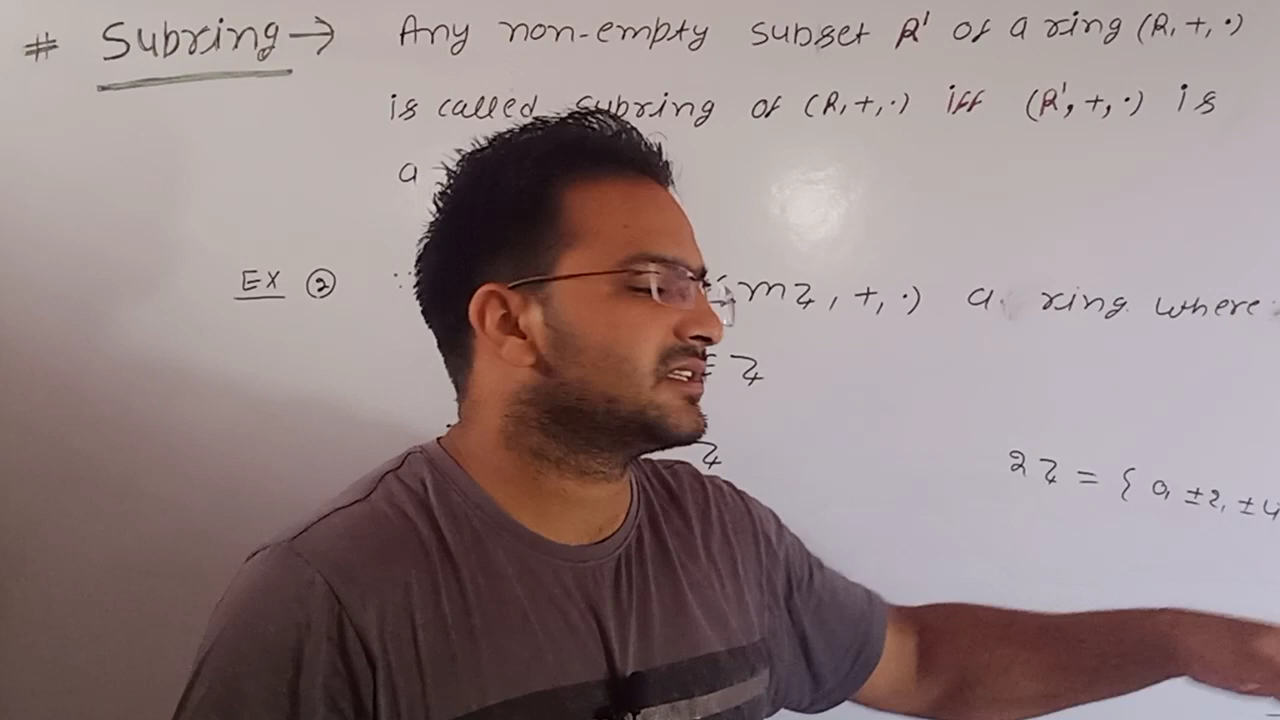 # Subring → Any non-empty subset R' of a ring (R, +, ·)
is called subring of (R, +, ·) iff (R', +, ·) is
a
Ex ② ∵ (mZ, +, ·) a ring where
Z
Z
2Z = { 0, ±2, ±4